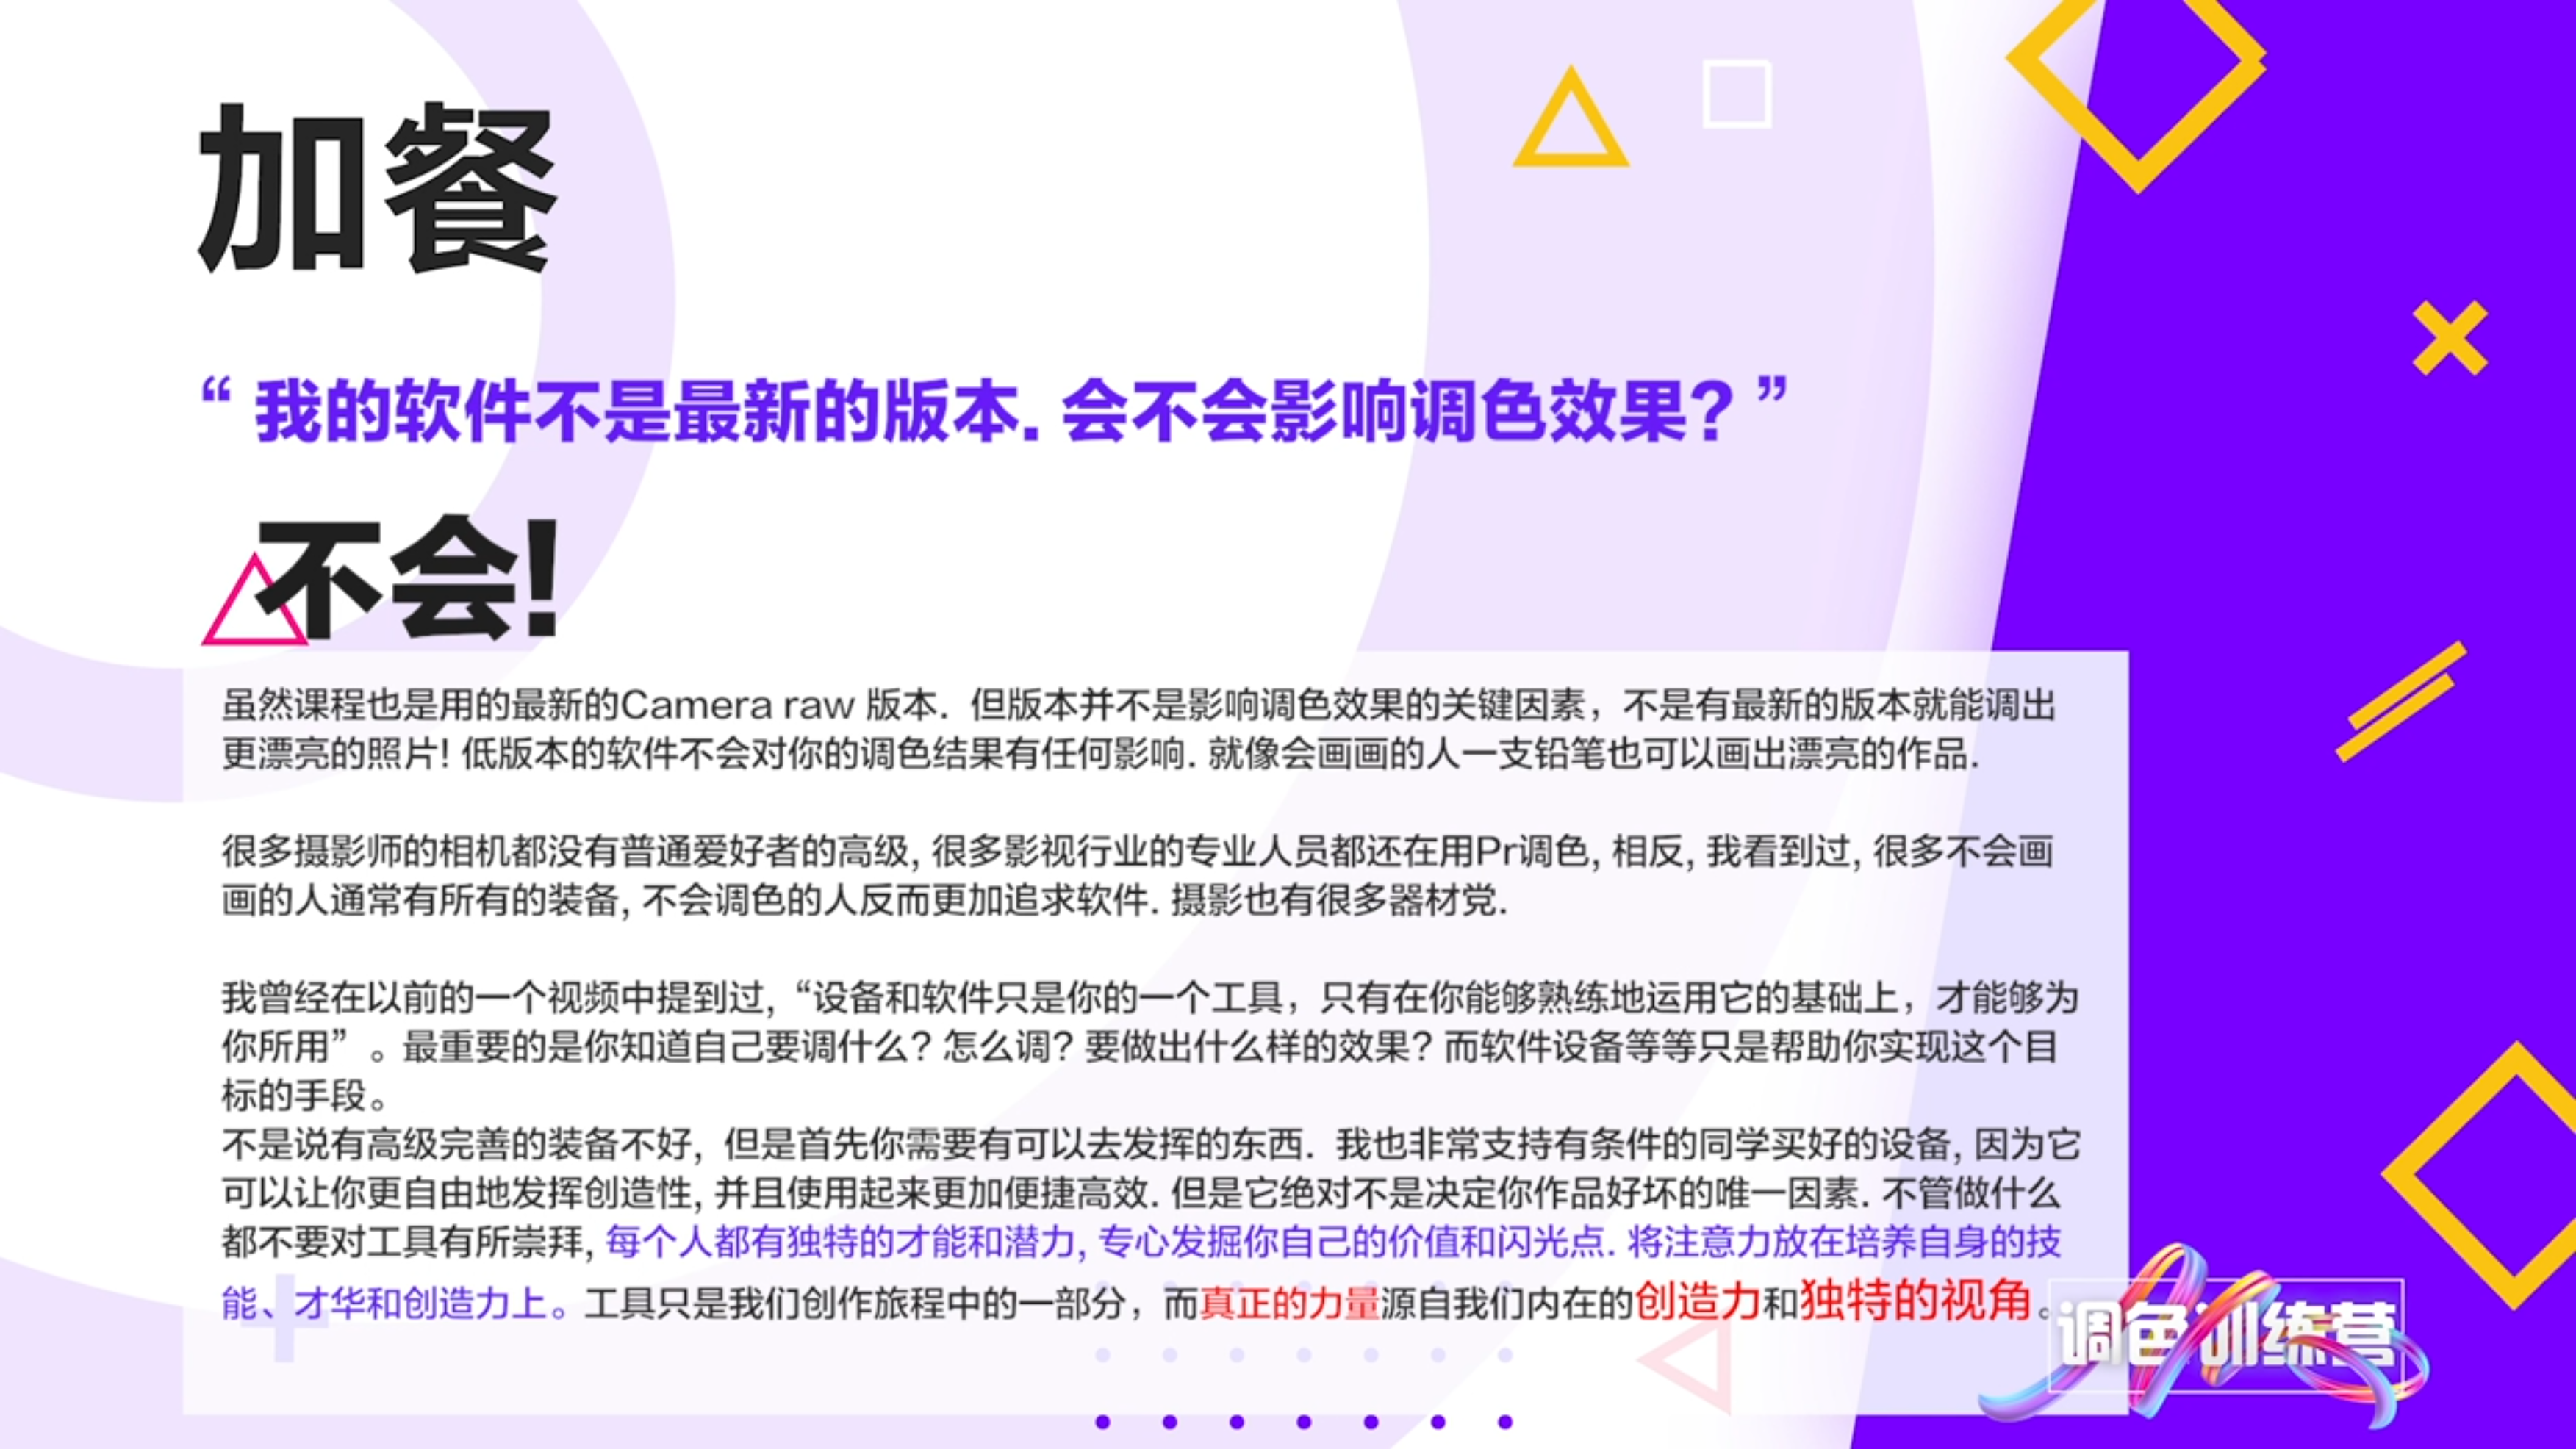 加餐
“ 我的软件不是最新的版本. 会不会影响调色效果? ”
不会!
虽然课程也是用的最新的Camera raw 版本. 但版本并不是影响调色效果的关键因素，不是有最新的版本就能调出
更漂亮的照片! 低版本的软件不会对你的调色结果有任何影响. 就像会画画的人一支铅笔也可以画出漂亮的作品.
很多摄影师的相机都没有普通爱好者的高级, 很多影视行业的专业人员都还在用Pr调色, 相反, 我看到过, 很多不会画
画的人通常有所有的装备, 不会调色的人反而更加追求软件. 摄影也有很多器材党.
我曾经在以前的一个视频中提到过, “设备和软件只是你的一个工具，只有在你能够熟练地运用它的基础上，才能够为
你所用” 。最重要的是你知道自己要调什么? 怎么调? 要做出什么样的效果? 而软件设备等等只是帮助你实现这个目
标的手段。
不是说有高级完善的装备不好, 但是首先你需要有可以去发挥的东西. 我也非常支持有条件的同学买好的设备, 因为它
可以让你更自由地发挥创造性, 并且使用起来更加便捷高效. 但是它绝对不是决定你作品好坏的唯一因素. 不管做什么
都不要对工具有所崇拜, 每个人都有独特的才能和潜力, 专心发掘你自己的价值和闪光点. 将注意力放在培养自身的技
能、才华和创造力上。工具只是我们创作旅程中的一部分，而真正的力量源自我们内在的创造力和独特的视角。
调色训练营